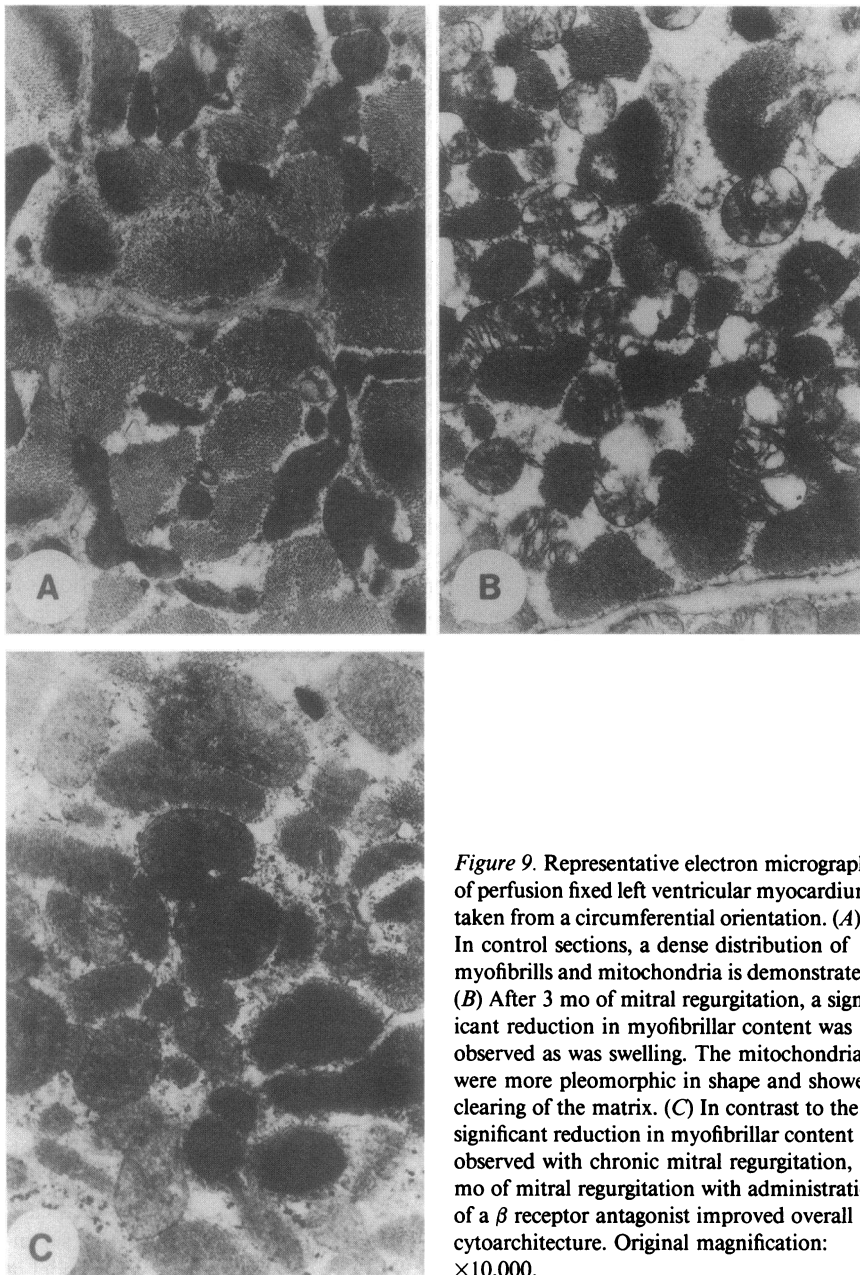 A
B
C
Figure 9. Representative electron micrograp
of perfusion fixed left ventricular myocardiu
taken from a circumferential orientation. (A)
In control sections, a dense distribution of
myofibrills and mitochondria is demonstrate
(B) After 3 mo of mitral regurgitation, a sign
icant reduction in myofibrillar content was
observed as was swelling. The mitochondria
were more pleomorphic in shape and showe
clearing of the matrix. (C) In contrast to the
significant reduction in myofibrillar content
observed with chronic mitral regurgitation,
mo of mitral regurgitation with administrati
of a β receptor antagonist improved overall
cytoarchitecture. Original magnification:
×10,000.